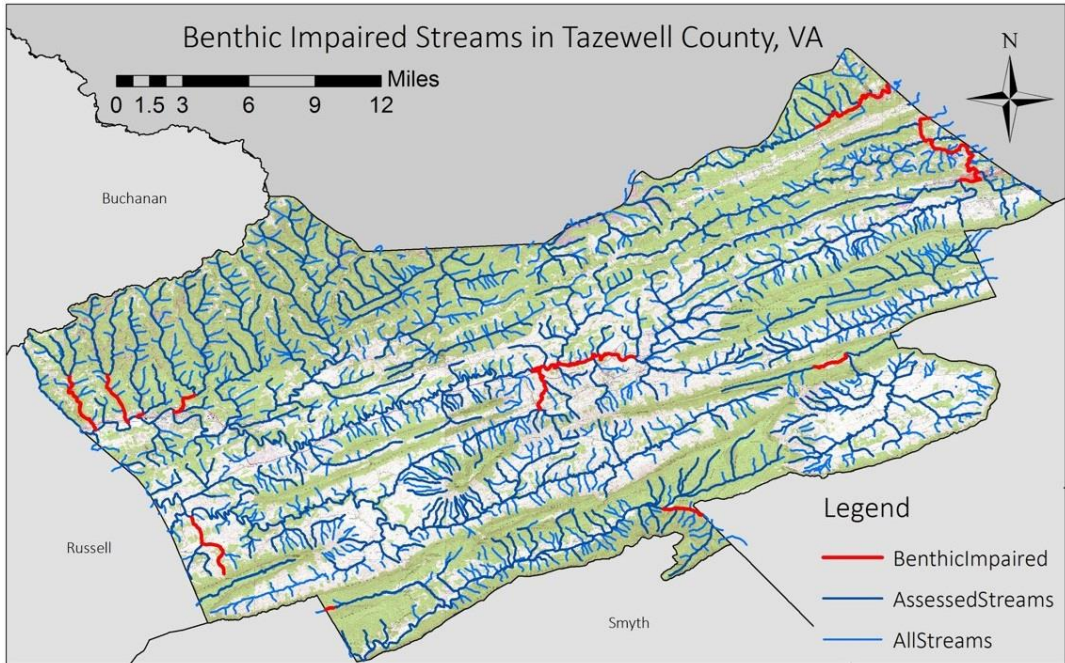 Benthic Impaired Streams in Tazewell County, VA
N
Miles
0 1.5 3 6 9 12
Buchanan
Russell
Smyth
Legend
BenthicImpaired
AssessedStreams
AllStreams